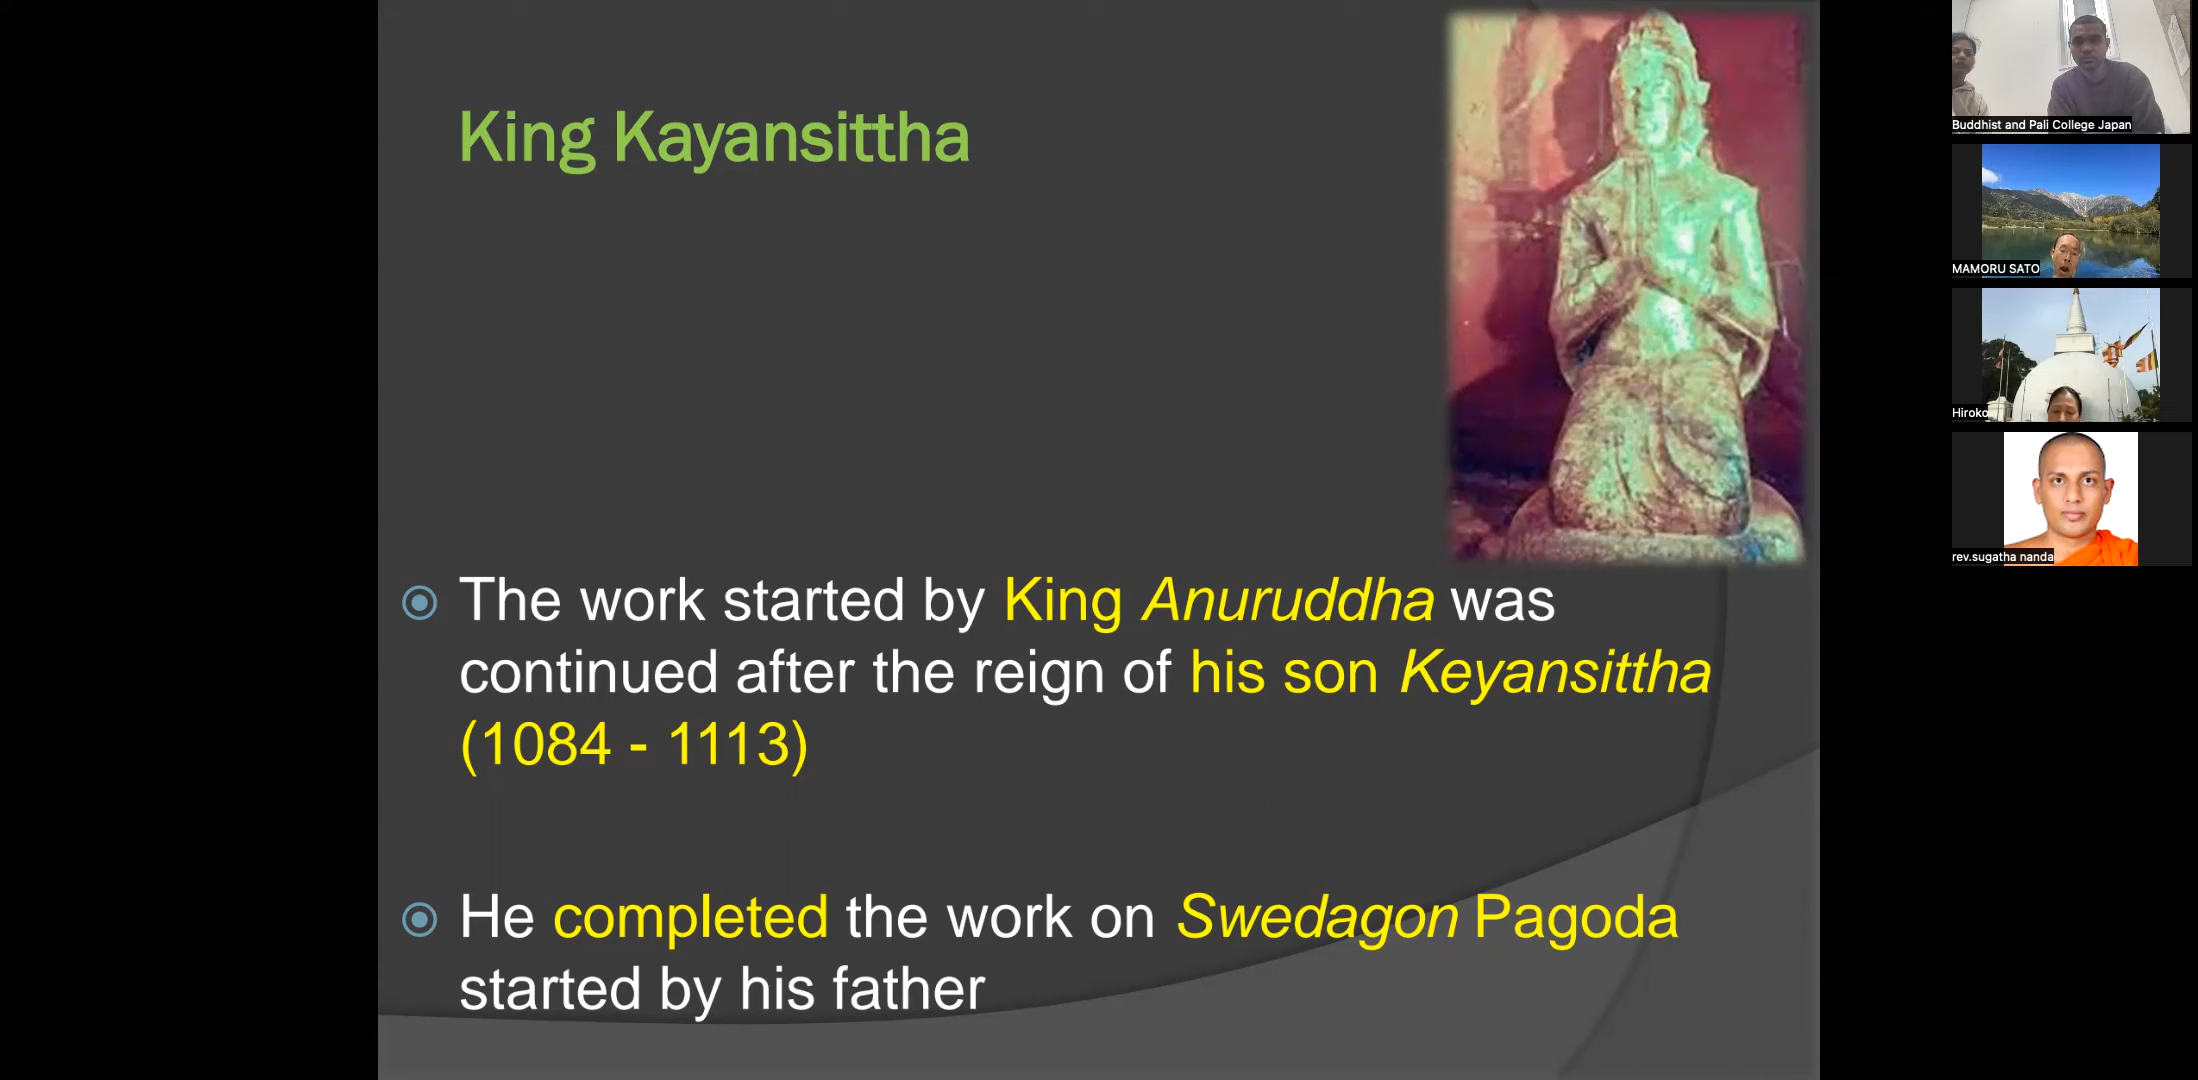 King Kayansittha
The work started by King Anuruddha was
continued after the reign of his son Keyansittha
(1084 - 1113)
He completed the work on Swedagon Pagoda
started by his father
Buddhist and Pali College Japan
MAMORU SATO
Hiroko
rev.sugatha nanda